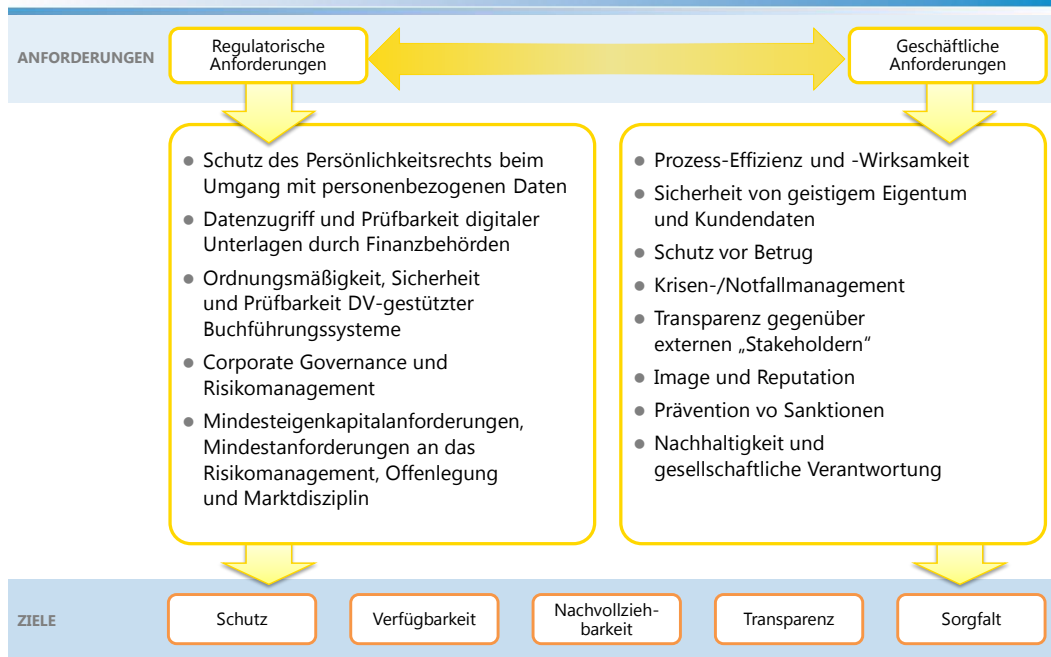 ANFORDERUNGEN
Regulatorische
Anforderungen
Geschäftliche
Anforderungen
● Schutz des Persönlichkeitsrechts beim
Umgang mit personenbezogenen Daten
● Datenzugriff und Prüfbarkeit digitaler
Unterlagen durch Finanzbehörden
● Ordnungsmäßigkeit, Sicherheit
und Prüfbarkeit DV-gestützter
Buchführungssysteme
● Corporate Governance und
Risikomanagement
● Mindesteigenkapitalanforderungen,
Mindestanforderungen an das
Risikomanagement, Offenlegung
und Marktdisziplin
● Prozess-Effizienz und -Wirksamkeit
● Sicherheit von geistigem Eigentum
und Kundendaten
● Schutz vor Betrug
● Krisen-/Notfallmanagement
● Transparenz gegenüber
externen „Stakeholdern“
● Image und Reputation
● Prävention vo Sanktionen
● Nachhaltigkeit und
gesellschaftliche Verantwortung
ZIELE
Schutz
Verfügbarkeit
Nachvollzieh-
barkeit
Transparenz
Sorgfalt